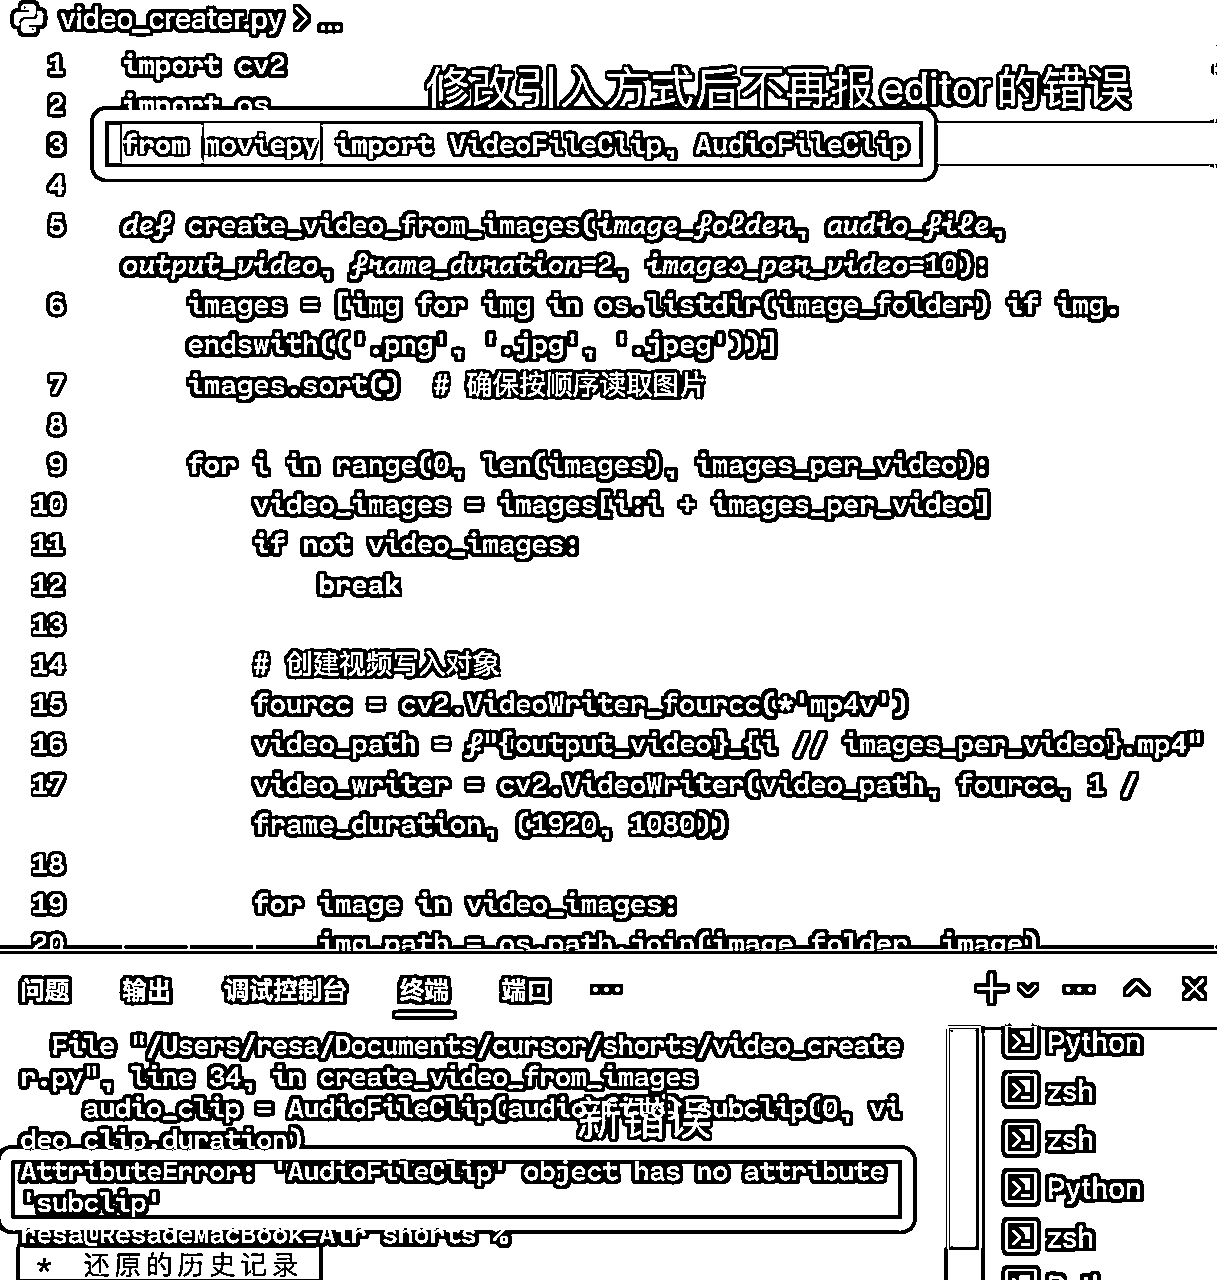 video_creater.py > ...
1 import cv2
修改引入方式后不再报editor的错误
2 import os
3 from moviepy import VideoFileClip, AudioFileClip
4
5 def create_video_from_images(image_folder, audio_file,
output_video, frame_duration=2, images_per_video=10):
6 images = [img for img in os.listdir(image_folder) if img.
endswith(('.png', '.jpg', '.jpeg'))]
7 images.sort() # 确保按顺序读取图片
8
9 for i in range(0, len(images), images_per_video):
10 video_images = images[i:i + images_per_video]
11 if not video_images:
12 break
13
14 # 创建视频写入对象
15 fourcc = cv2.VideoWriter_fourcc(*'mp4v')
16 video_path = f"{output_video}_{i // images_per_video}.mp4"
17 video_writer = cv2.VideoWriter(video_path, fourcc, 1 /
frame_duration, (1920, 1080))
18
19 for image in video_images:
20 img_path = os.path.join(image_folder, image)
问题 输出 调试控制台 终端 端口 ...
File "/Users/resa/Documents/cursor/shorts/video_create
r.py", line 34, in create_video_from_images
audio_clip = AudioFileClip(audio_file).subclip(0, vi
deo_clip.duration)
新错误
AttributeError: 'AudioFileClip' object has no attribute
'subclip'
resa@ResadeMacBook-Air shorts %
* 还原的历史记录
Python
zsh
zsh
Python
zsh
Python